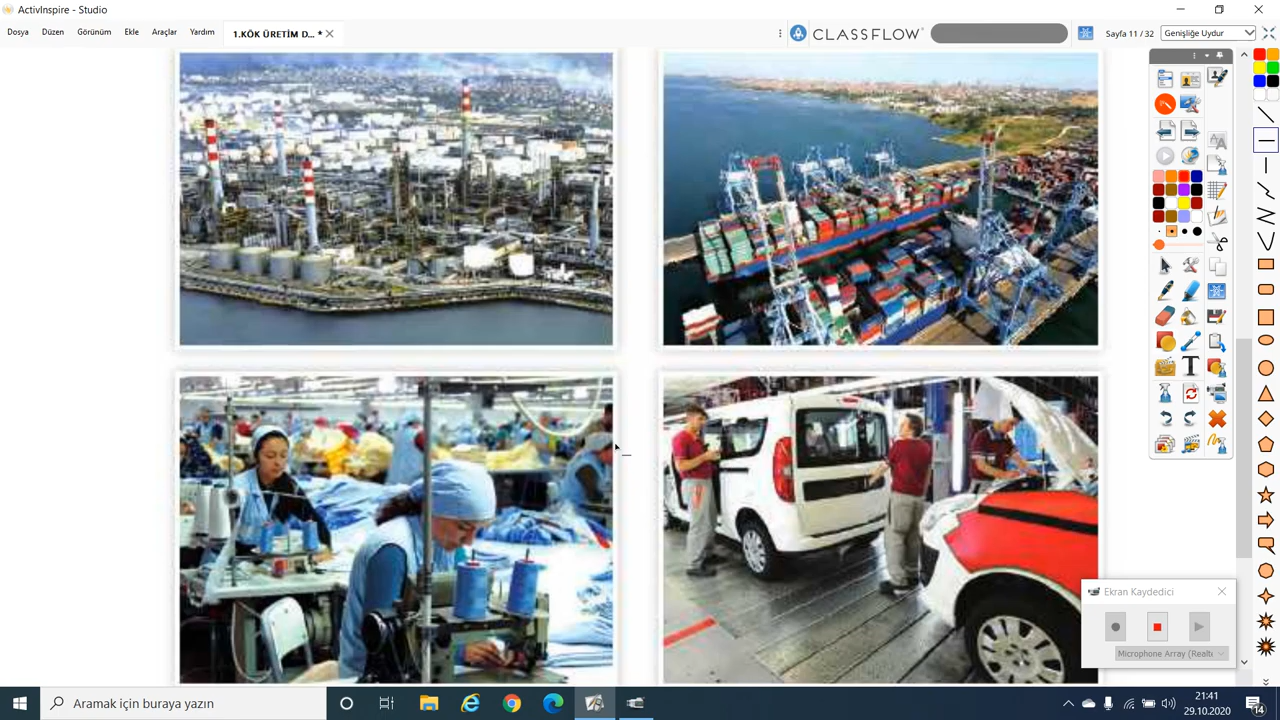 ActivInspire - Studio
Dosya Düzen Görünüm Ekle Araçlar Yardım
1.KÖK ÜRETİM D... *
CLASSFLOW
Sayfa 11 / 32
Genişliğe Uydur
Ekran Kaydedici
Microphone Array (Realt
Aramak için buraya yazın
21:41
29.10.2020
14